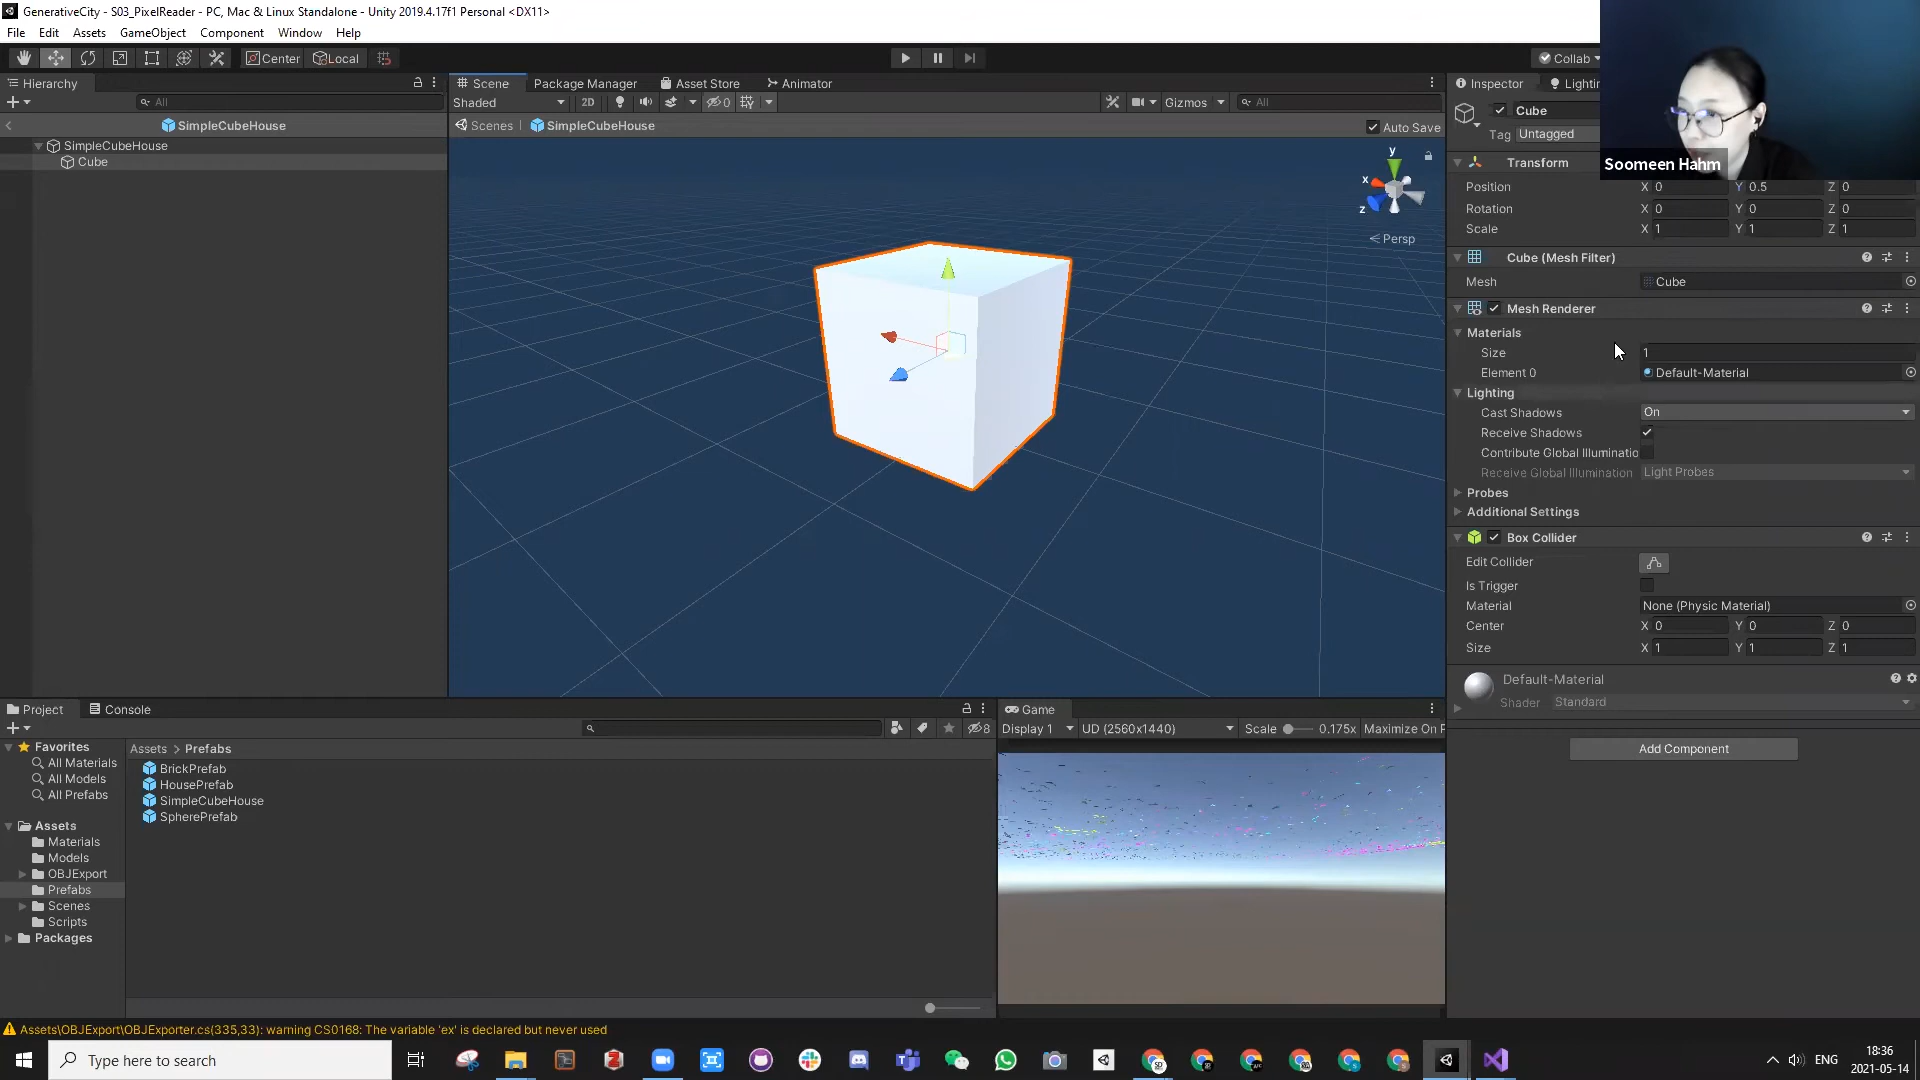 GenerativeCity - S03_PixelReader - PC, Mac & Linux Standalone - Unity 2019.4.17f1 Personal <DX11>
File Edit Assets GameObject Component Window Help
Center Local Collab
Hierarchy
All
SimpleCubeHouse
SimpleCubeHouse
Cube
Scene Package Manager Asset Store Animator
Shaded 2D 0 Gizmos All
Scenes SimpleCubeHouse Auto Save
y
x
z
Persp
Inspector Lightin
Cube
Tag Untagged
Soomeen Hahm
Transform
Position X 0 Y 0.5 Z 0
Rotation X 0 Y 0 Z 0
Scale X 1 Y 1 Z 1
Cube (Mesh Filter)
Mesh Cube
Mesh Renderer
Materials
Size 1
Element 0 Default-Material
Lighting
Cast Shadows On
Receive Shadows
Contribute Global Illuminatio
Receive Global Illumination Light Probes
Probes
Additional Settings
Box Collider
Edit Collider
Is Trigger
Material None (Physic Material)
Center X 0 Y 0 Z 0
Size X 1 Y 1 Z 1
Default-Material
Shader Standard
Add Component
Project Console
8
Favorites
All Materials
All Models
All Prefabs
Assets
Materials
Models
OBJExport
Prefabs
Scenes
Scripts
Packages
Assets > Prefabs
BrickPrefab
HousePrefab
SimpleCubeHouse
SpherePrefab
Game
Display 1 UD (2560x1440) Scale 0.175x Maximize On P
Assets\OBJExport\OBJExporter.cs(335,33): warning CS0168: The variable 'ex' is declared but never used
Type here to search
ENG
18:36
2021-05-14